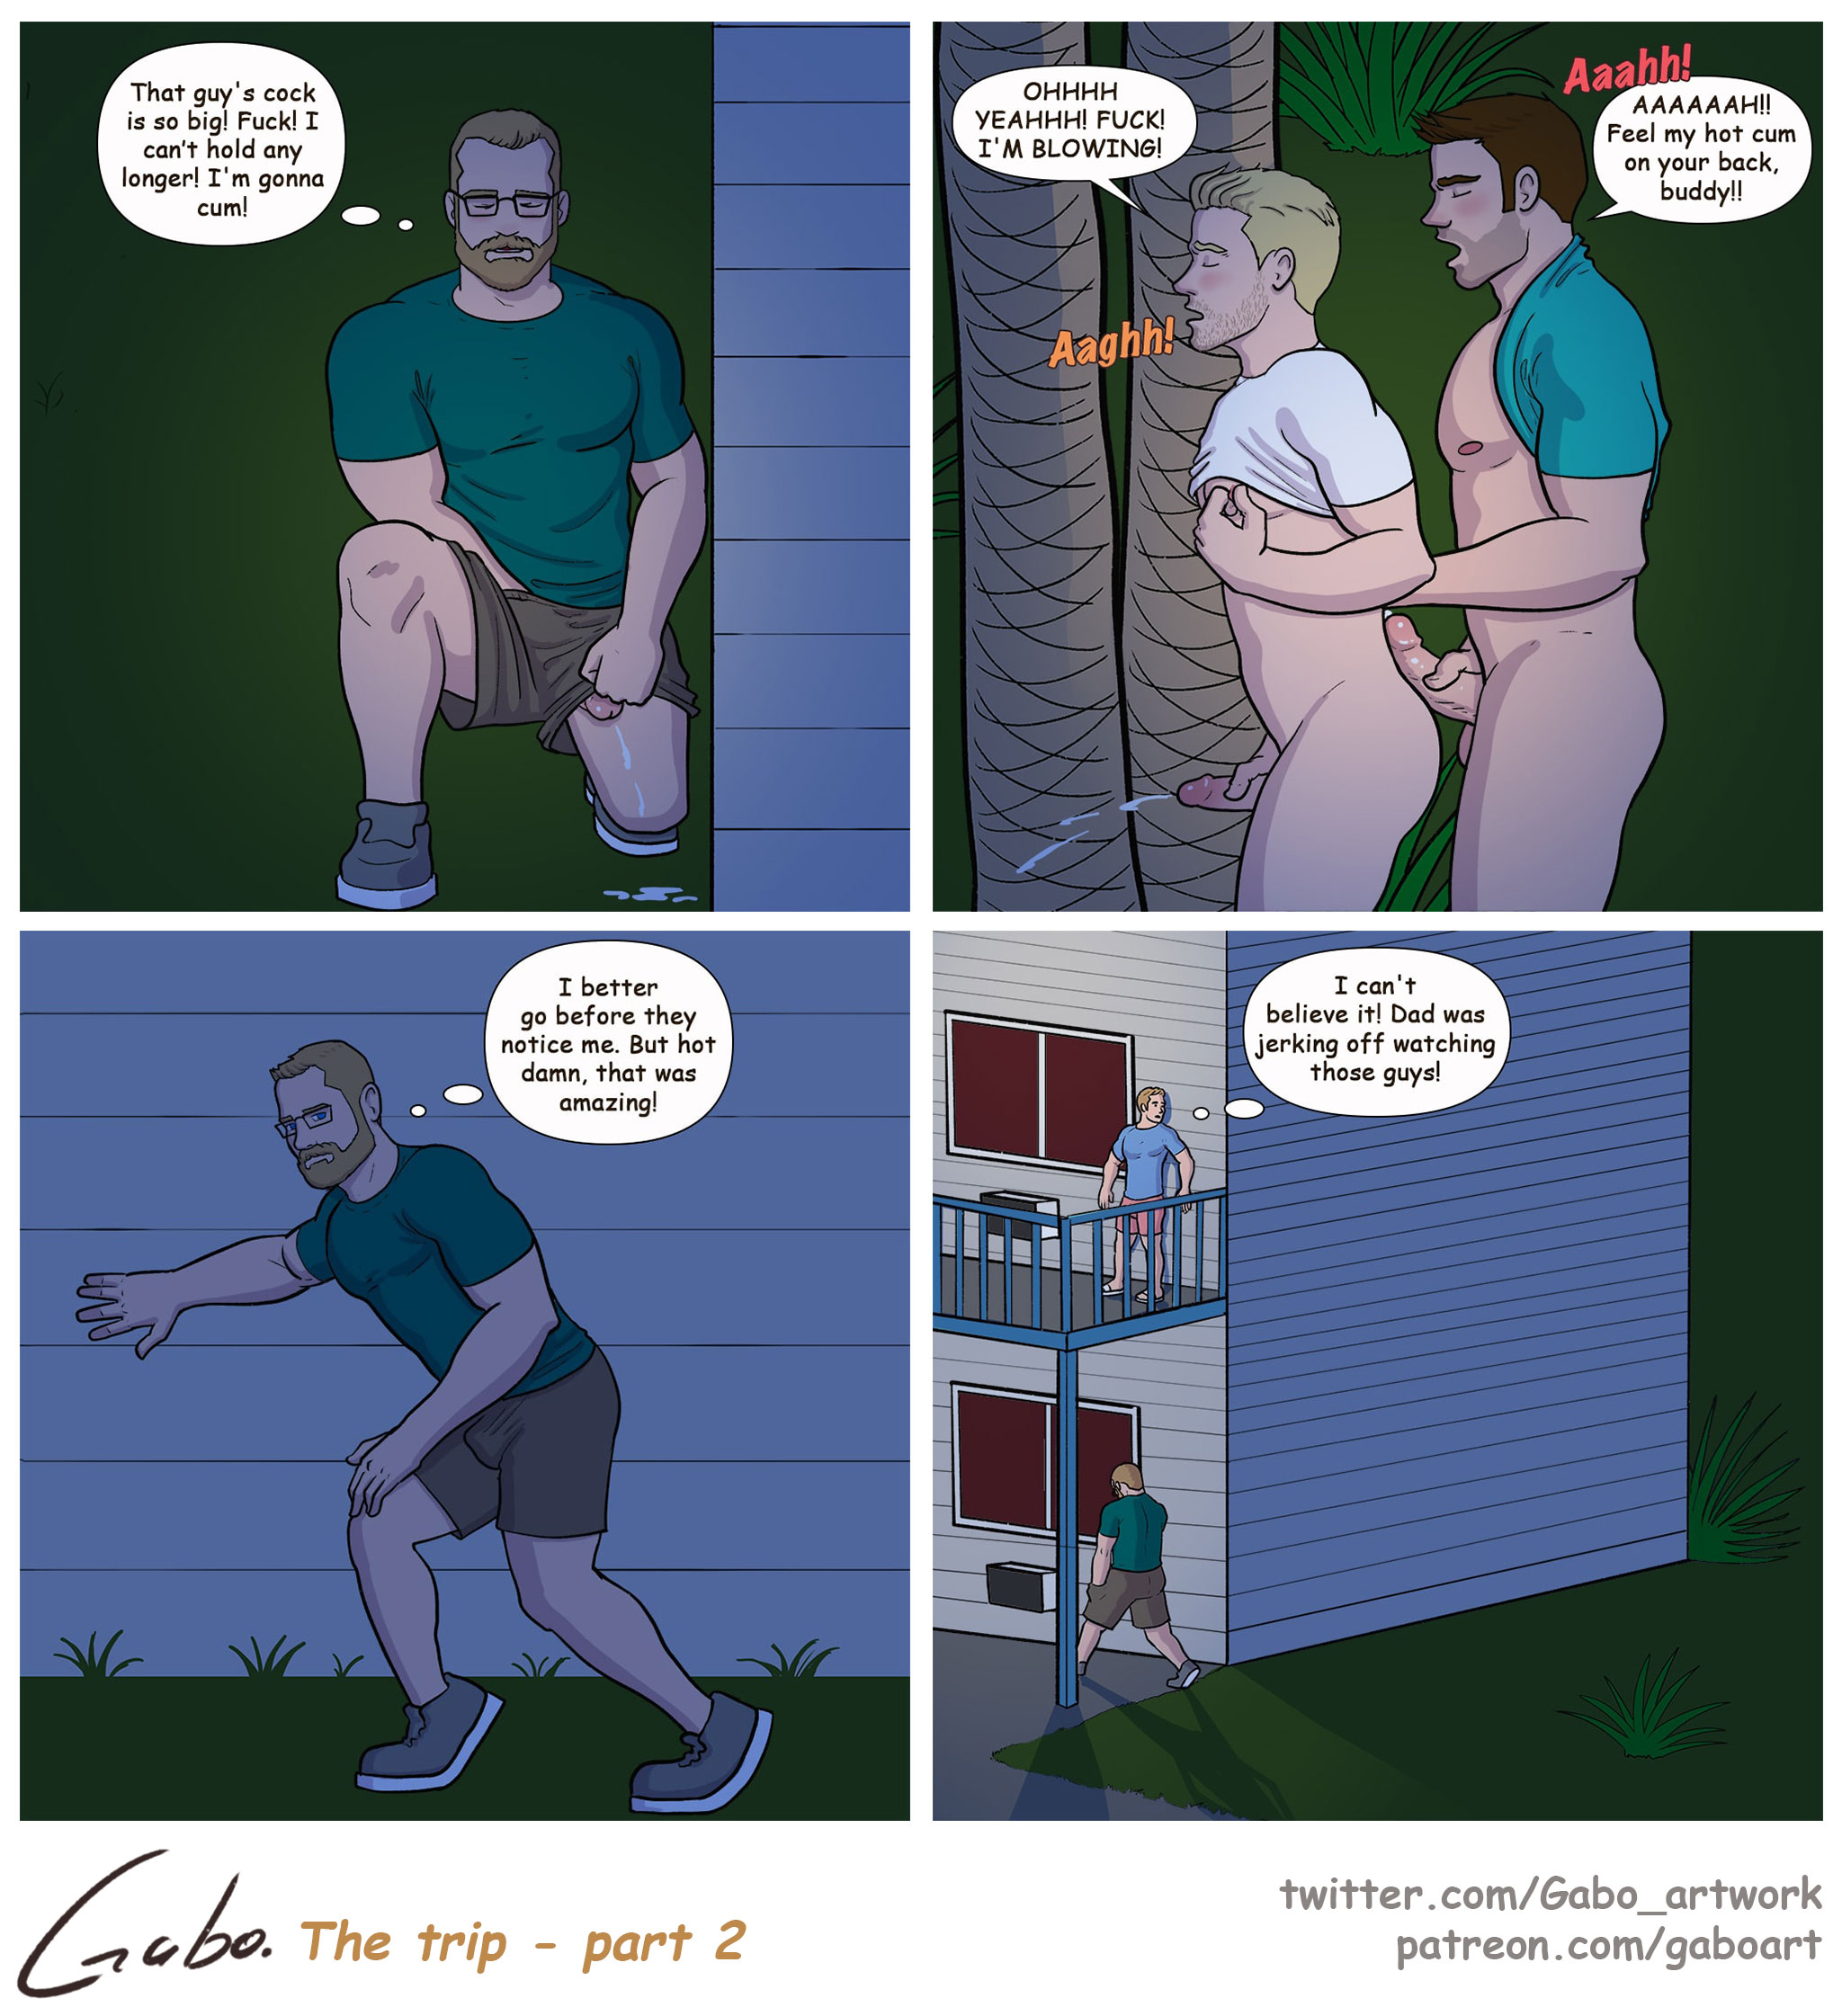 That guy's cock
is so big! Fuck! I
can't hold any
longer! I'm gonna
cum!
OHHHH
YEAHHH! FUCK!
I'M BLOWING!
Aaghh!
Aaahh!
AAAAAAH!!
Feel my hot cum
on your back,
buddy!!
I better
go before they
notice me. But hot
damn, that was
amazing!
I can't
believe it! Dad was
jerking off watching
those guys!
Gabo. The trip - part 2
twitter.com/Gabo_artwork
patreon.com/gaboart